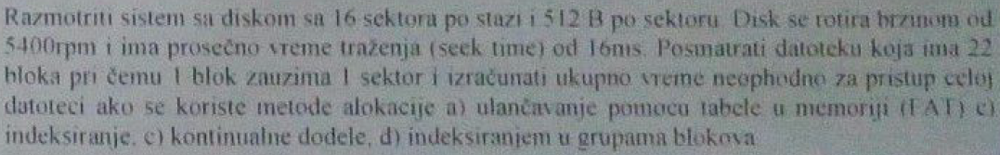 Razmotriti sistem sa diskom sa 16 sektora po stazi i 512 B po sektoru. Disk se rotira brzinom od
5400rpm i ima prosečno vreme traženja (seek time) od 16ms. Posmatrati datoteku koja ima 22
bloka pri čemu 1 blok zauzima 1 sektor i izračunati ukupno vreme neophodno za pristup celoj
datoteci ako se koriste metode alokacije a) ulančavanje pomoću tabele u memoriji (FAT) c)
indeksiranje, c) kontinualne dodele, d) indeksiranjem u grupama blokova